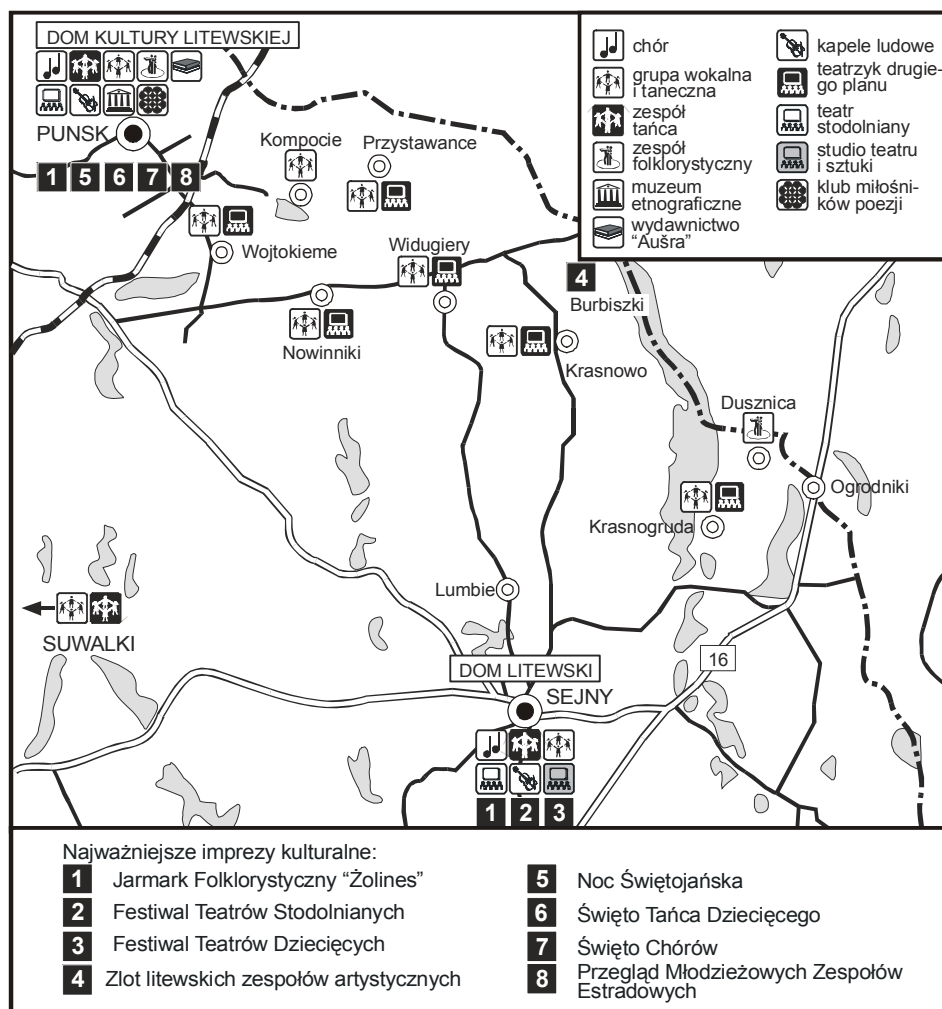 DOM KULTURY LITEWSKIEJ
PUNSK
1 5 6 7 8
Kompocie
Przystawance
Wojtokieme
Widugiery
Nowinniki
4
Burbiszki
Krasnowo
Dusznica
Ogrodniki
Krasnogruda
Lumbie
SUWALKI
16
DOM LITEWSKI
SEJNY
1 2 3
chór
grupa wokalna
i taneczna
zespół
tańca
zespół
folklorystyczny
muzeum
etnograficzne
wydawnictwo
"Aušra"
kapele ludowe
teatrzyk drugie-
go planu
teatr
stodolniany
studio teatru
i sztuki
klub miłośni-
ków poezji
Najważniejsze imprezy kulturalne:
1 Jarmark Folklorystyczny "Żolines"
2 Festiwal Teatrów Stodolnianych
3 Festiwal Teatrów Dziecięcych
4 Zlot litewskich zespołów artystycznych
5 Noc Świętojańska
6 Święto Tańca Dziecięcego
7 Święto Chórów
8 Przegląd Młodzieżowych Zespołów
Estradowych